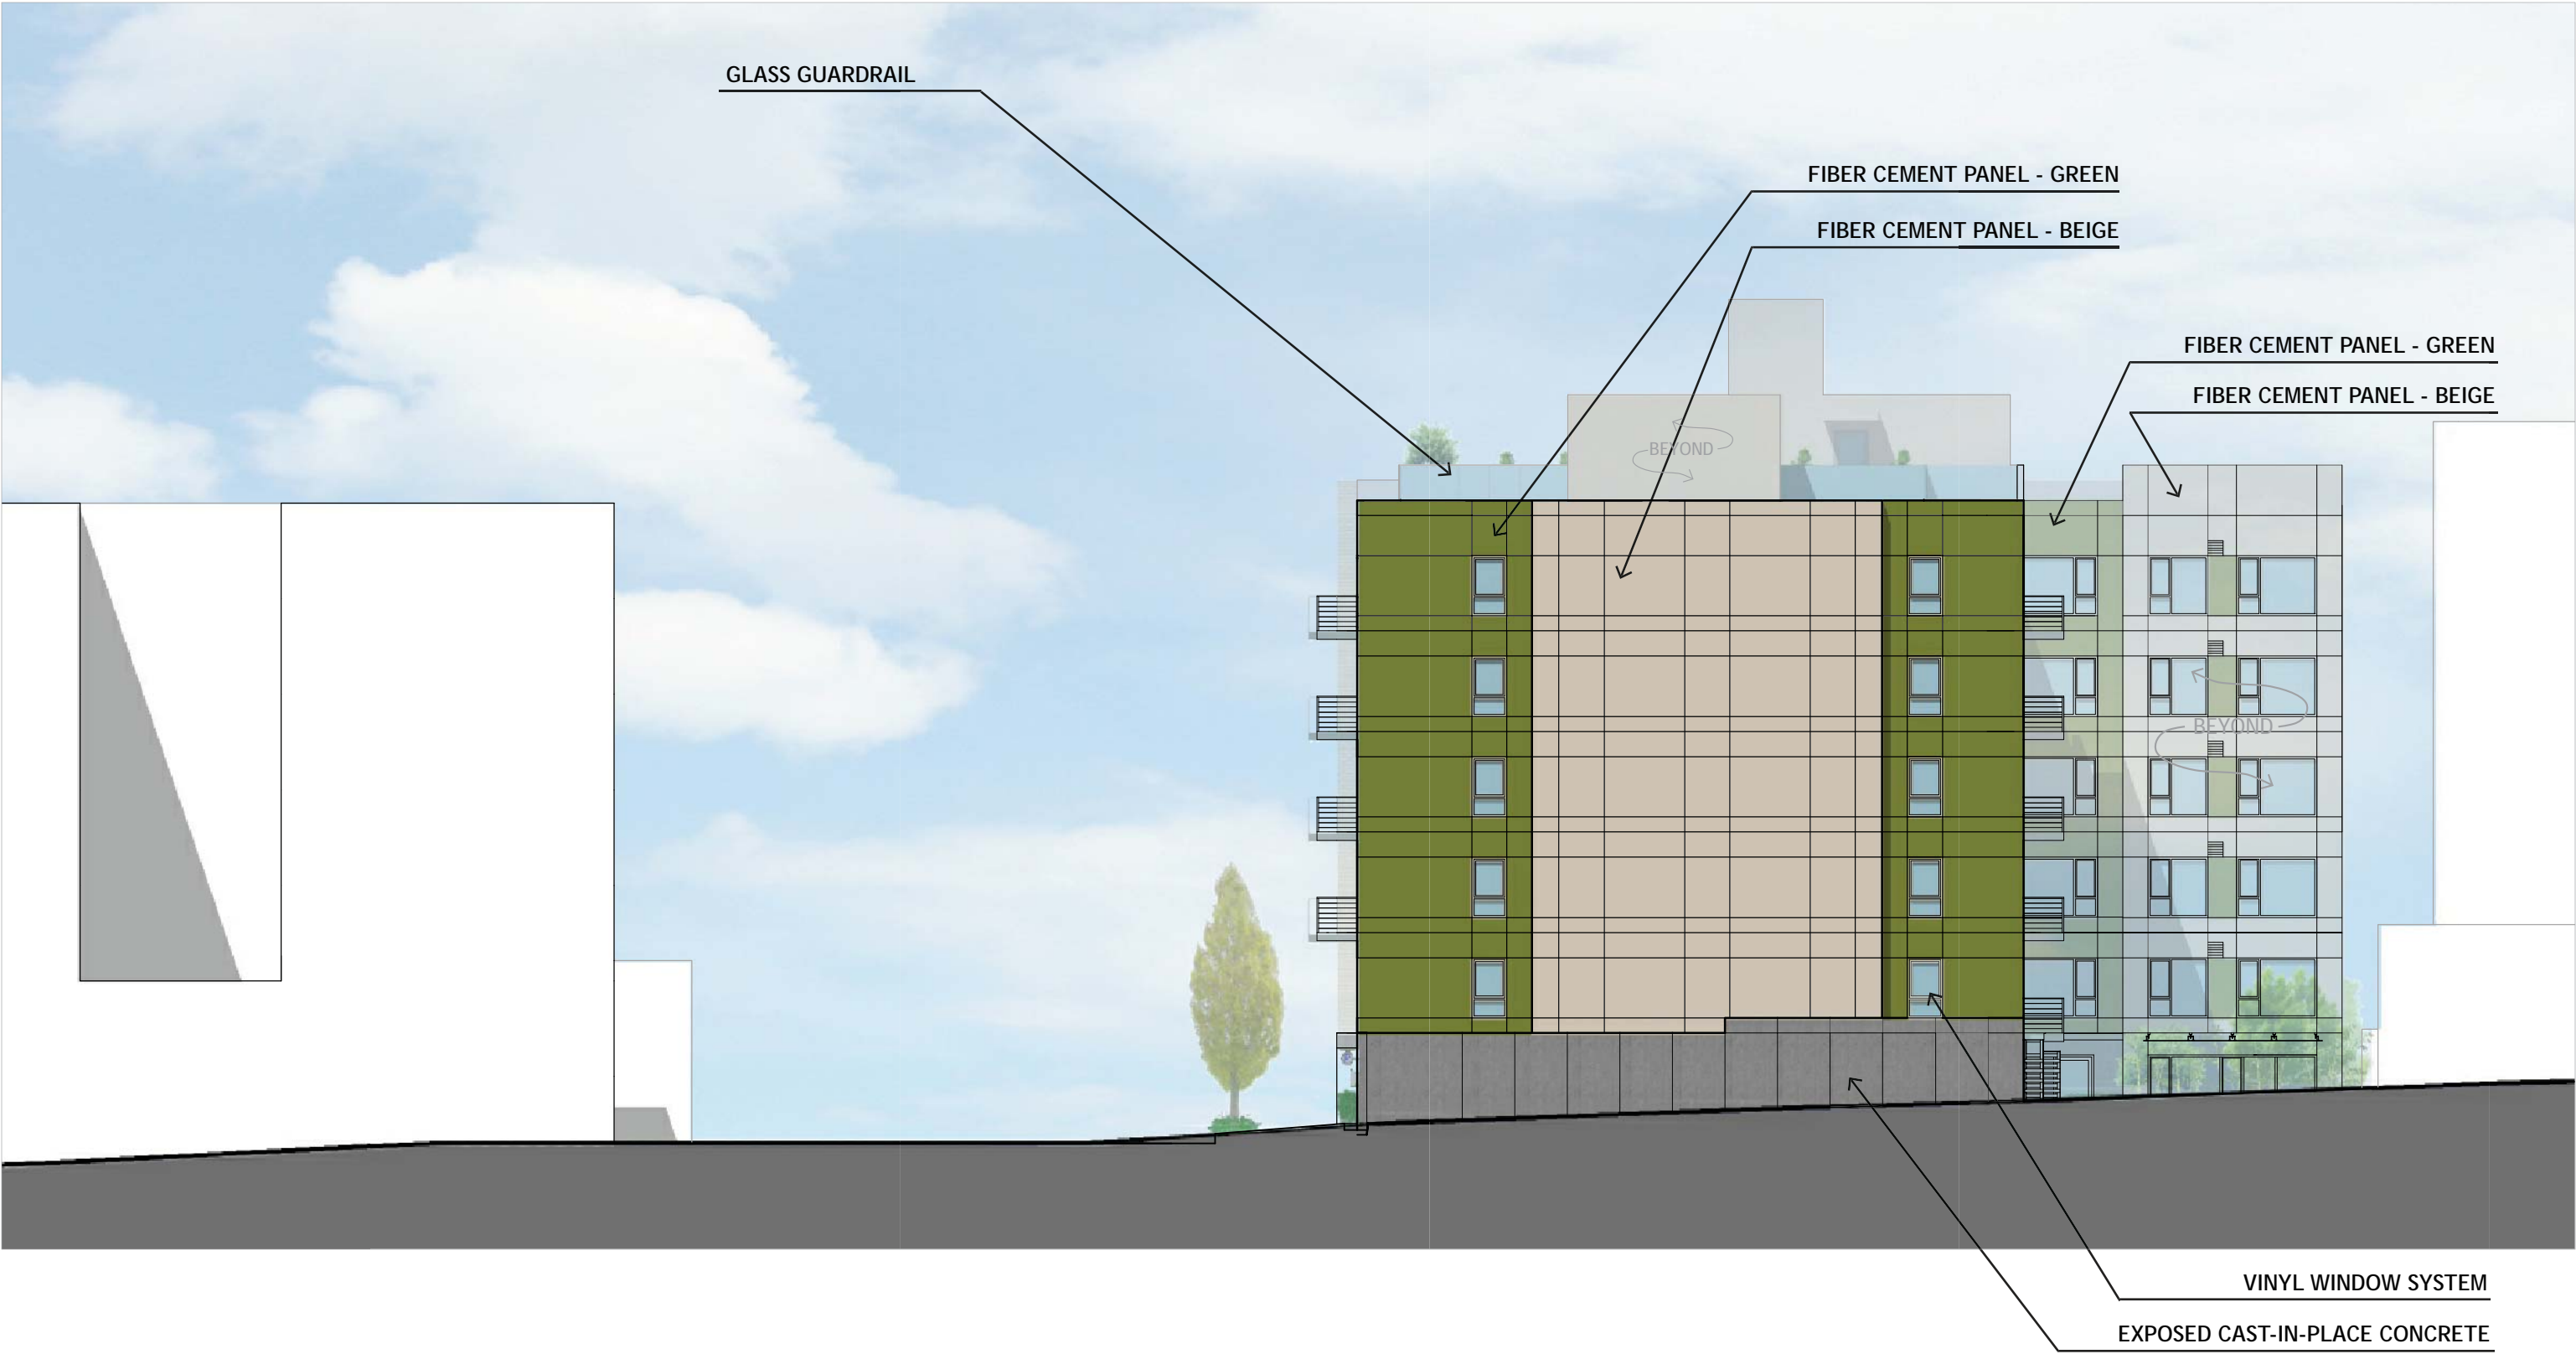 GLASS GUARDRAIL
FIBER CEMENT PANEL - GREEN
FIBER CEMENT PANEL - BEIGE
FIBER CEMENT PANEL - GREEN
FIBER CEMENT PANEL - BEIGE
BEYOND
BEYOND
VINYL WINDOW SYSTEM
EXPOSED CAST-IN-PLACE CONCRETE